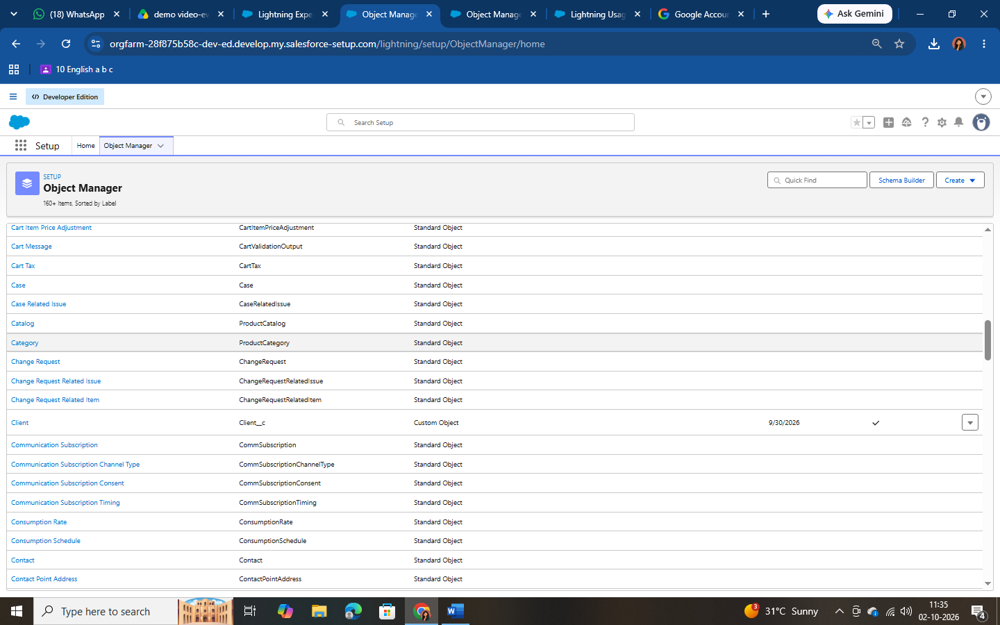 (18) WhatsApp
demo video-ev
Lightning Expe
Object Manage
Object Manage
Lightning Usag
Google Accou
Ask Gemini
orgfarm-28f875b58c-dev-ed.develop.my.salesforce-setup.com/lightning/setup/ObjectManager/home
10 English a b c
Developer Edition
Search Setup
Setup
Home
Object Manager
SETUP
Object Manager
160+ Items, Sorted by Label
Quick Find
Schema Builder
Create
Cart Item Price Adjustment CartItemPriceAdjustment Standard Object
Cart Message CartValidationOutput Standard Object
Cart Tax CartTax Standard Object
Case Case Standard Object
Case Related Issue CaseRelatedIssue Standard Object
Catalog ProductCatalog Standard Object
Category ProductCategory Standard Object
Change Request ChangeRequest Standard Object
Change Request Related Issue ChangeRequestRelatedIssue Standard Object
Change Request Related Item ChangeRequestRelatedItem Standard Object
Client Client__c Custom Object 9/30/2026
Communication Subscription CommSubscription Standard Object
Communication Subscription Channel Type CommSubscriptionChannelType Standard Object
Communication Subscription Consent CommSubscriptionConsent Standard Object
Communication Subscription Timing CommSubscriptionTiming Standard Object
Consumption Rate ConsumptionRate Standard Object
Consumption Schedule ConsumptionSchedule Standard Object
Contact Contact Standard Object
Contact Point Address ContactPointAddress Standard Object
Type here to search
3
31°C Sunny
11:35
02-10-2026
4